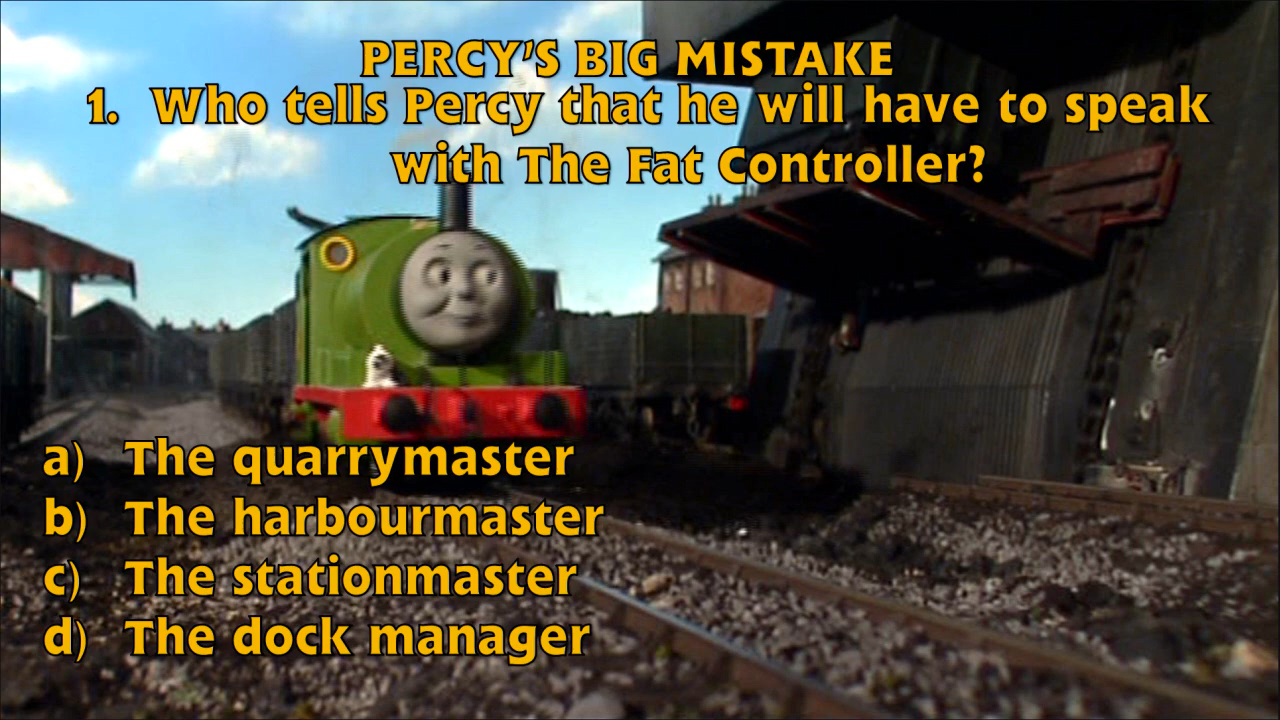 PERCY'S BIG MISTAKE
1. Who tells Percy that he will have to speak
with The Fat Controller?
a) The quarrymaster
b) The harbourmaster
c) The stationmaster
d) The dock manager